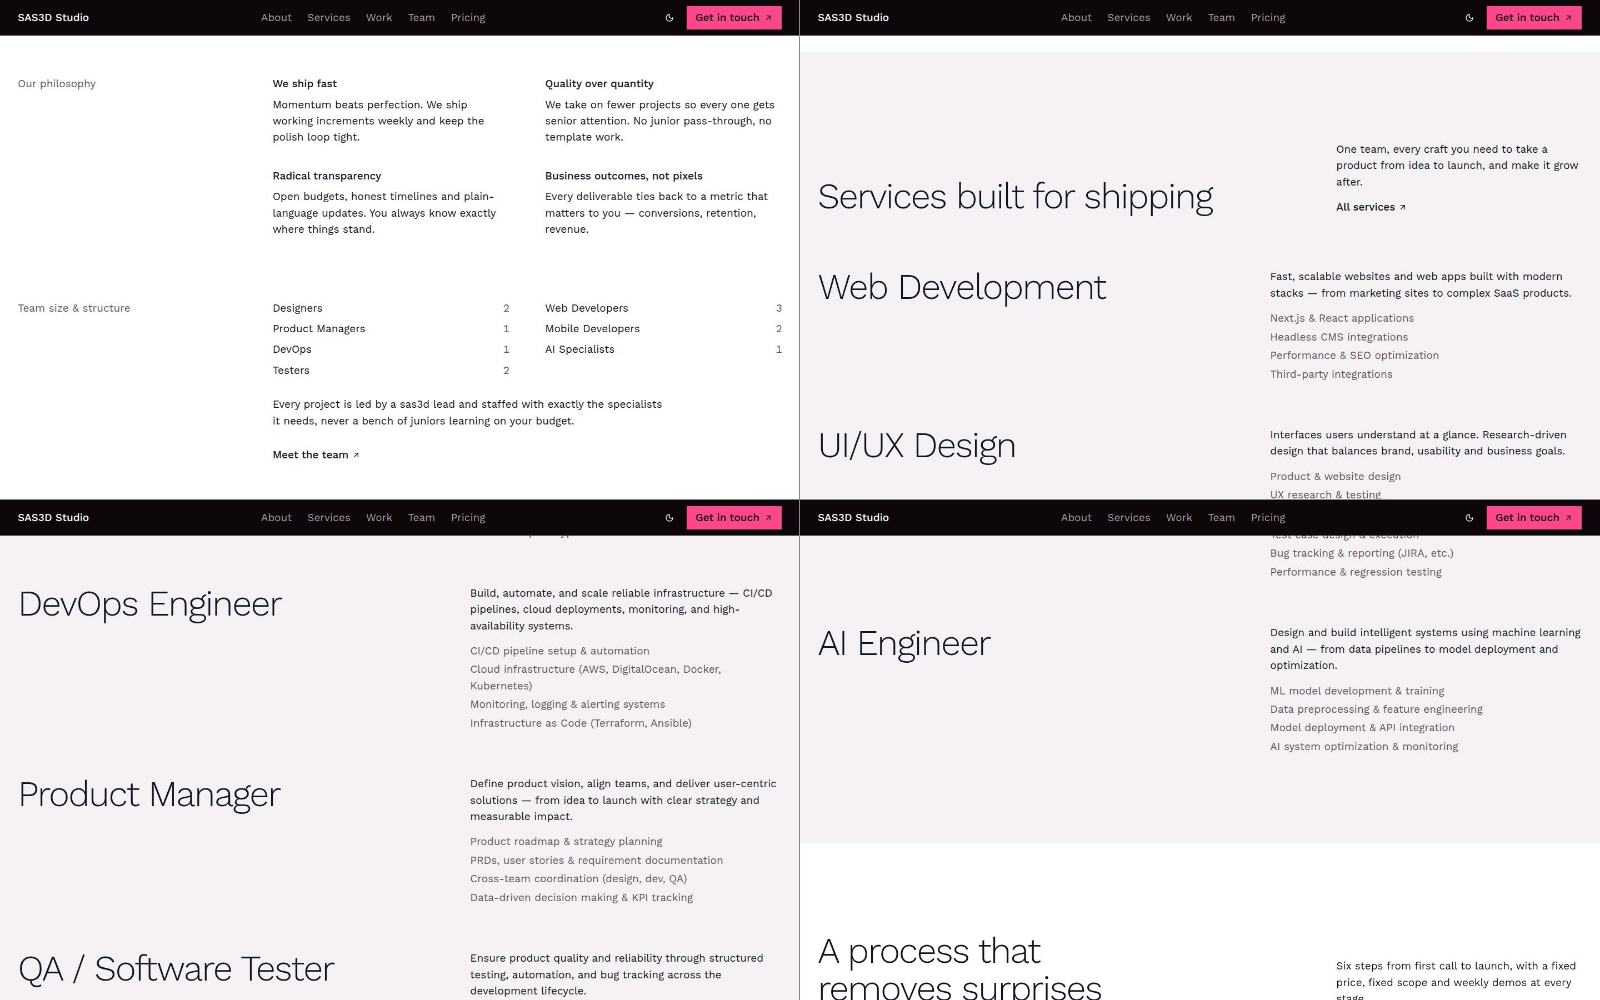 SAS3D Studio
About
Services
Work
Team
Pricing
Get in touch ↗
Our philosophy
We ship fast
Momentum beats perfection. We ship
working increments weekly and keep the
polish loop tight.
Quality over quantity
We take on fewer projects so every one gets
senior attention. No junior pass-through, no
template work.
Radical transparency
Open budgets, honest timelines and plain-
language updates. You always know exactly
where things stand.
Business outcomes, not pixels
Every deliverable ties back to a metric that
matters to you — conversions, retention,
revenue.
Team size & structure
Designers 2
Product Managers 1
DevOps 1
Testers 2
Web Developers 3
Mobile Developers 2
AI Specialists 1
Every project is led by a sas3d lead and staffed with exactly the specialists
it needs, never a bench of juniors learning on your budget.
Meet the team ↗
SAS3D Studio
About
Services
Work
Team
Pricing
Get in touch ↗
Services built for shipping
One team, every craft you need to take a
product from idea to launch, and make it grow
after.
All services ↗
Web Development
Fast, scalable websites and web apps built with modern
stacks — from marketing sites to complex SaaS products.
Next.js & React applications
Headless CMS integrations
Performance & SEO optimization
Third-party integrations
UI/UX Design
Interfaces users understand at a glance. Research-driven
design that balances brand, usability and business goals.
Product & website design
UX research & testing
SAS3D Studio
About
Services
Work
Team
Pricing
Get in touch ↗
DevOps Engineer
Build, automate, and scale reliable infrastructure — CI/CD
pipelines, cloud deployments, monitoring, and high-
availability systems.
CI/CD pipeline setup & automation
Cloud infrastructure (AWS, DigitalOcean, Docker,
Kubernetes)
Monitoring, logging & alerting systems
Infrastructure as Code (Terraform, Ansible)
Product Manager
Define product vision, align teams, and deliver user-centric
solutions — from idea to launch with clear strategy and
measurable impact.
Product roadmap & strategy planning
PRDs, user stories & requirement documentation
Cross-team coordination (design, dev, QA)
Data-driven decision making & KPI tracking
QA / Software Tester
Ensure product quality and reliability through structured
testing, automation, and bug tracking across the
development lifecycle.
SAS3D Studio
About
Services
Work
Team
Pricing
Get in touch ↗
Test case design & execution
Bug tracking & reporting (JIRA, etc.)
Performance & regression testing
AI Engineer
Design and build intelligent systems using machine learning
and AI — from data pipelines to model deployment and
optimization.
ML model development & training
Data preprocessing & feature engineering
Model deployment & API integration
AI system optimization & monitoring
A process that
removes surprises
Six steps from first call to launch, with a fixed
price, fixed scope and weekly demos at every
stage.